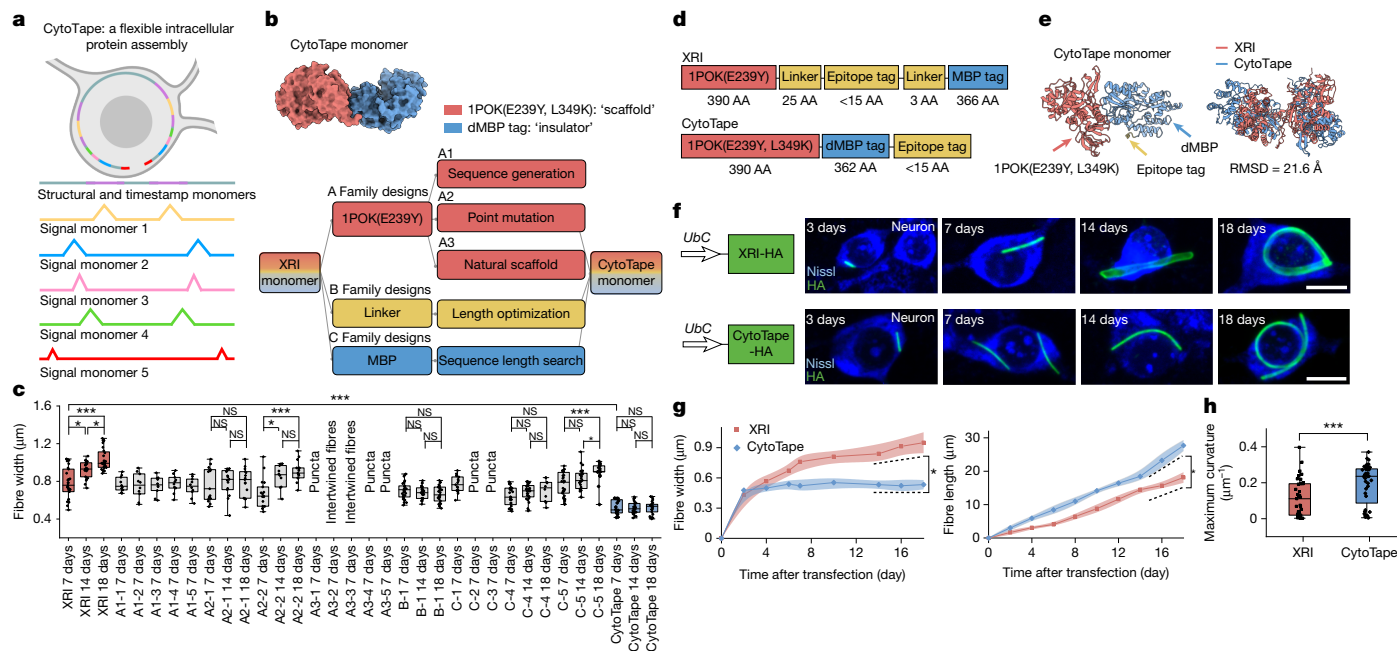 a
CytoTape: a flexible intracellular
protein assembly
Structural and timestamp monomers
Signal monomer 1
Signal monomer 2
Signal monomer 3
Signal monomer 4
Signal monomer 5
b
CytoTape monomer
1POK(E239Y, L349K): 'scaffold'
dMBP tag: 'insulator'
A1
Sequence generation
A Family designs
1POK(E239Y)
A2
Point mutation
A3
Natural scaffold
XRI
monomer
CytoTape
monomer
B Family designs
Linker
Length optimization
C Family designs
MBP
Sequence length search
c
Fibre width (μm)
1.6
1.2
0.8
0.4
***
***
* *
NS
NS
NS
***
*
NS
Puncta
Intertwined fibres
Intertwined fibres
Puncta
Puncta
NS
NS
NS
Puncta
Puncta
NS
NS
NS
***
NS
*
NS
NS
NS
XRI 7 days
XRI 14 days
XRI 18 days
A1-1 7 days
A1-2 7 days
A1-3 7 days
A1-4 7 days
A1-5 7 days
A2-1 7 days
A2-1 14 days
A2-1 18 days
A2-2 7 days
A2-2 14 days
A2-2 18 days
A3-1 7 days
A3-2 7 days
A3-3 7 days
A3-4 7 days
A3-5 7 days
B-1 7 days
B-1 14 days
B-1 18 days
C-1 7 days
C-2 7 days
C-3 7 days
C-4 7 days
C-4 14 days
C-4 18 days
C-5 7 days
C-5 14 days
C-5 18 days
CytoTape 7 days
CytoTape 14 days
CytoTape 18 days
d
XRI
1POK(E239Y) Linker Epitope tag Linker MBP tag
390 AA 25 AA <15 AA 3 AA 366 AA
CytoTape
1POK(E239Y, L349K) dMBP tag Epitope tag
390 AA 362 AA <15 AA
e
XRI
CytoTape
CytoTape monomer
dMBP
1POK(E239Y, L349K)
Epitope tag
RMSD = 21.6 Å
f
UbC
XRI-HA
3 days Neuron
Nissl
HA
7 days
14 days
18 days
UbC
CytoTape
-HA
3 days Neuron
Nissl
HA
7 days
14 days
18 days
g
XRI
CytoTape
Fibre width (μm)
0.9
0.6
0.3
0
*
0 4 8 12 16
Time after transfection (day)
Fibre length (μm)
30
20
10
0
*
0 4 8 12 16
Time after transfection (day)
h
***
Maximum curvature
(μm⁻¹)
0.4
0.2
0
XRI CytoTape